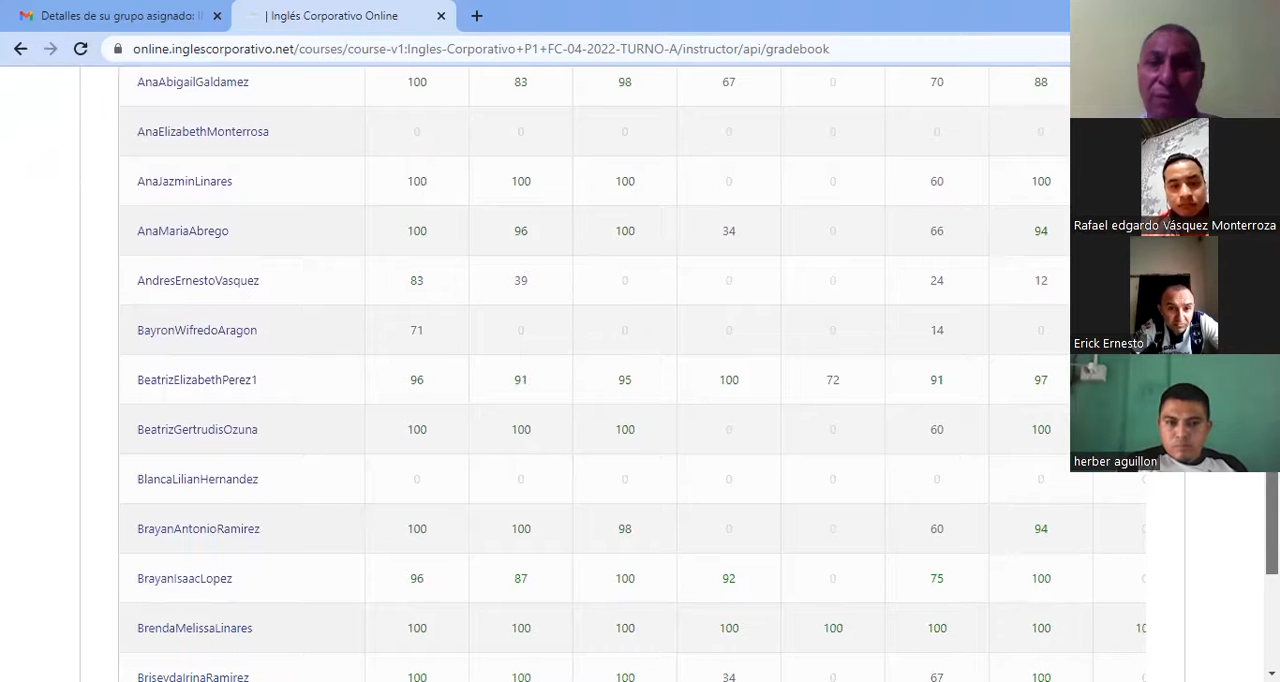 Detalles de su grupo asignado: I
| Inglés Corporativo Online
online.inglescorporativo.net/courses/course-v1:Ingles-Corporativo+P1+FC-04-2022-TURNO-A/instructor/api/gradebook
AnaAbigailGaldamez 100 83 98 67 0 70 88
AnaElizabethMonterrosa 0 0 0 0 0 0 0
AnaJazminLinares 100 100 100 0 0 60 100
AnaMariaAbrego 100 96 100 34 0 66 94
AndresErnestoVasquez 83 39 0 0 0 24 12
BayronWifredoAragon 71 0 0 0 0 14 0
BeatrizElizabethPerez1 96 91 95 100 72 91 97
BeatrizGertrudisOzuna 100 100 100 0 0 60 100
BlancaLilianHernandez 0 0 0 0 0 0 0
BrayanAntonioRamirez 100 100 98 0 0 60 94
BrayanIsaacLopez 96 87 100 92 0 75 100
BrendaMelissaLinares 100 100 100 100 100 100 100 10
BriseydaIrinaRamirez 100 100 100 34 0 67 100
Rafael edgardo Vásquez Monterroza
Erick Ernesto
herber aguillon